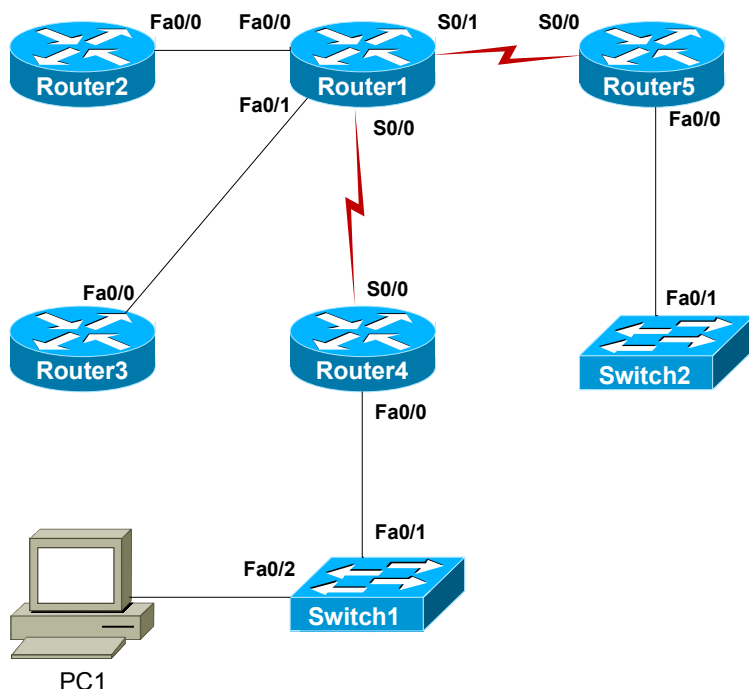 Fa0/0 Fa0/0 S0/1 S0/0
Router2 Router1 Router5
Fa0/1 Fa0/0
S0/0
Fa0/0 S0/0 Fa0/1
Router3 Router4 Switch2
Fa0/0
Fa0/1
Fa0/2
Switch1
PC1